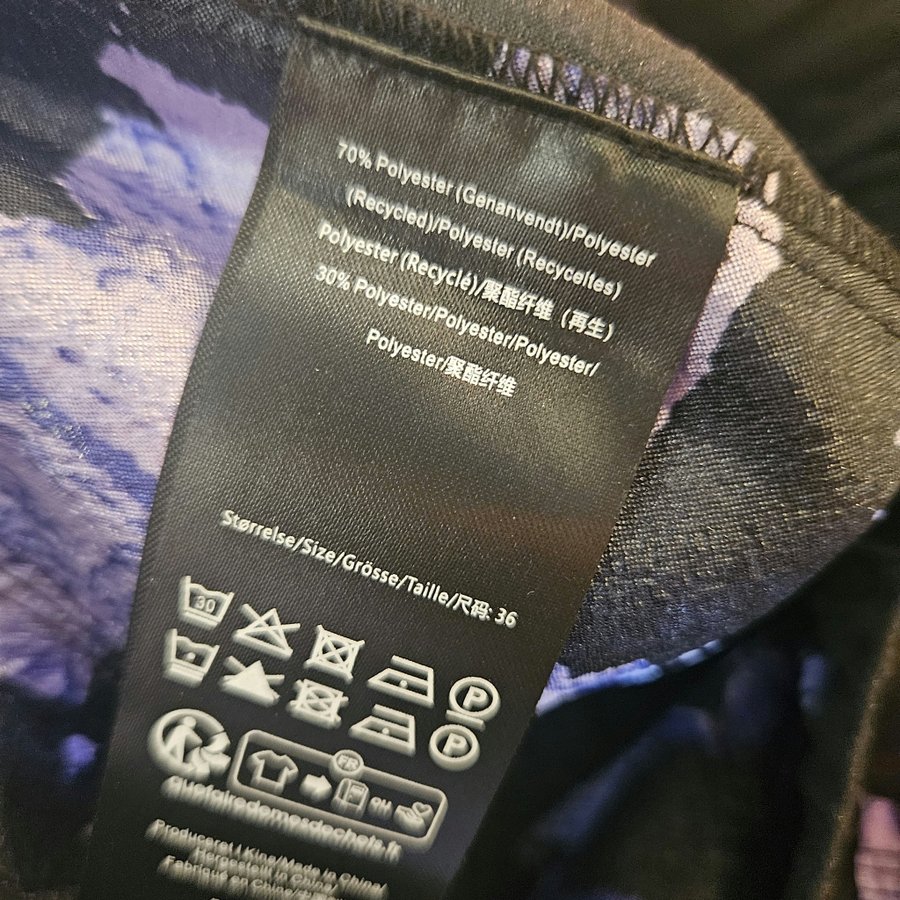 70% Polyester (Genanvendt)/Polyester
(Recycled)/Polyester (Recyceltes)
Polyester (Recyclé)/聚酯纤维（再生）
30% Polyester/Polyester/Polyester/
Polyester/聚酯纤维
Størrelse/Size/Grösse/Taille/尺码: 36
30
P
P
FR
OU
quefairedemesdechets.fr
Produceret i Kina/Made in China/
Hergestellt in China/
Fabriqué en Chine/